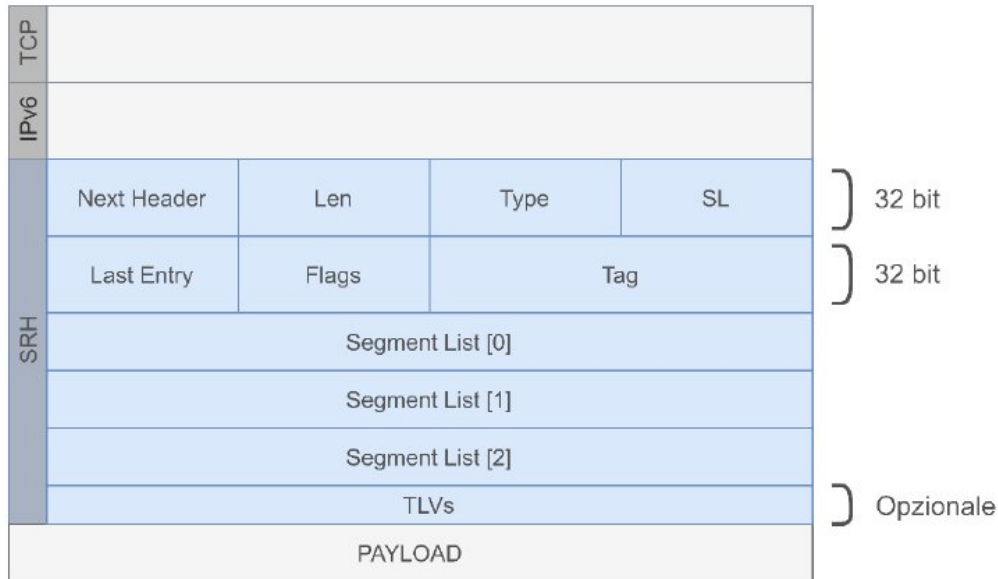 TCP
IPv6
SRH
Next Header Len Type SL 32 bit
Last Entry Flags Tag 32 bit
Segment List [0]
Segment List [1]
Segment List [2]
TLVs Opzionale
PAYLOAD